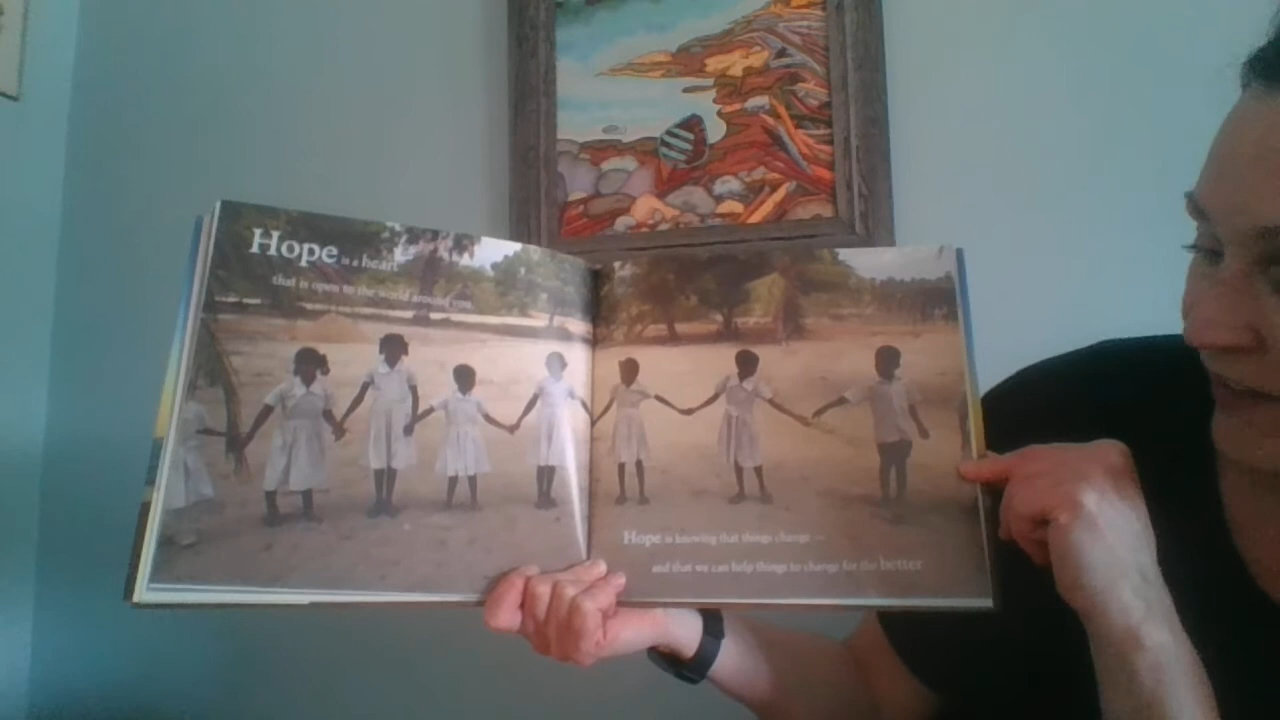 Hope is a heart
that is open to the world around you.
Hope is knowing that things change —
and that we can help things to change for the better